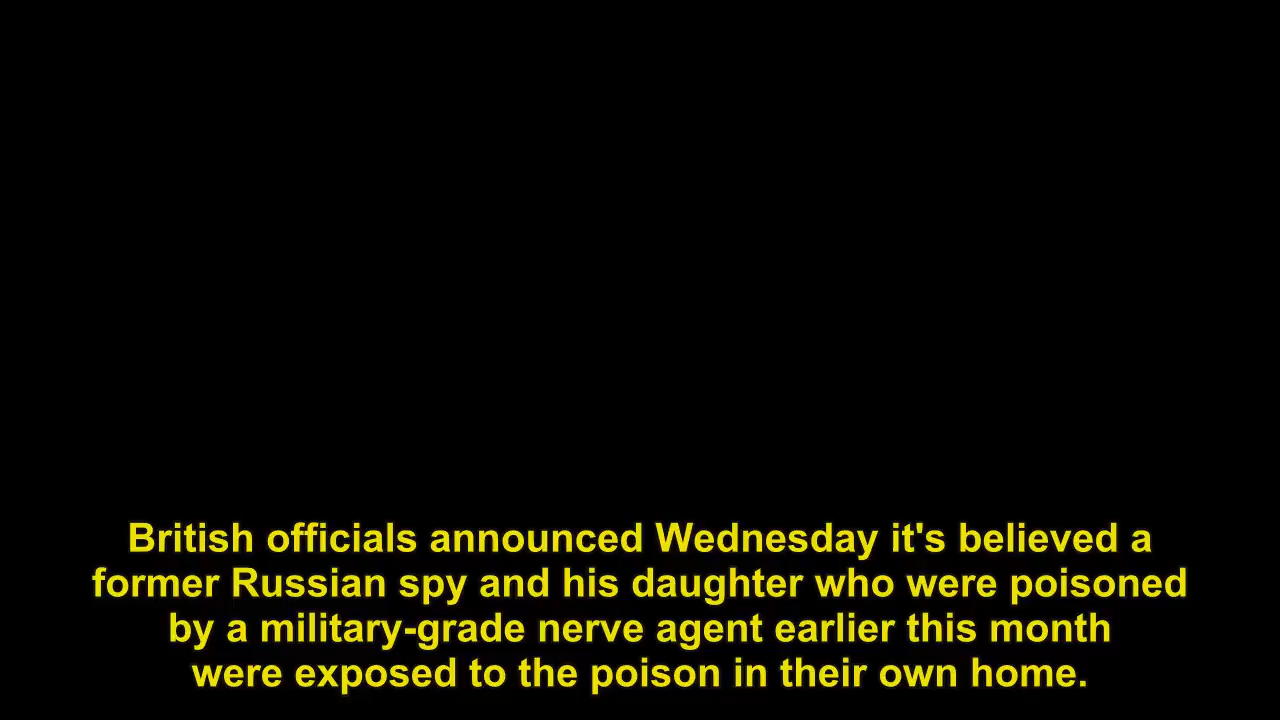 British officials announced Wednesday it's believed a
former Russian spy and his daughter who were poisoned
by a military-grade nerve agent earlier this month
were exposed to the poison in their own home.